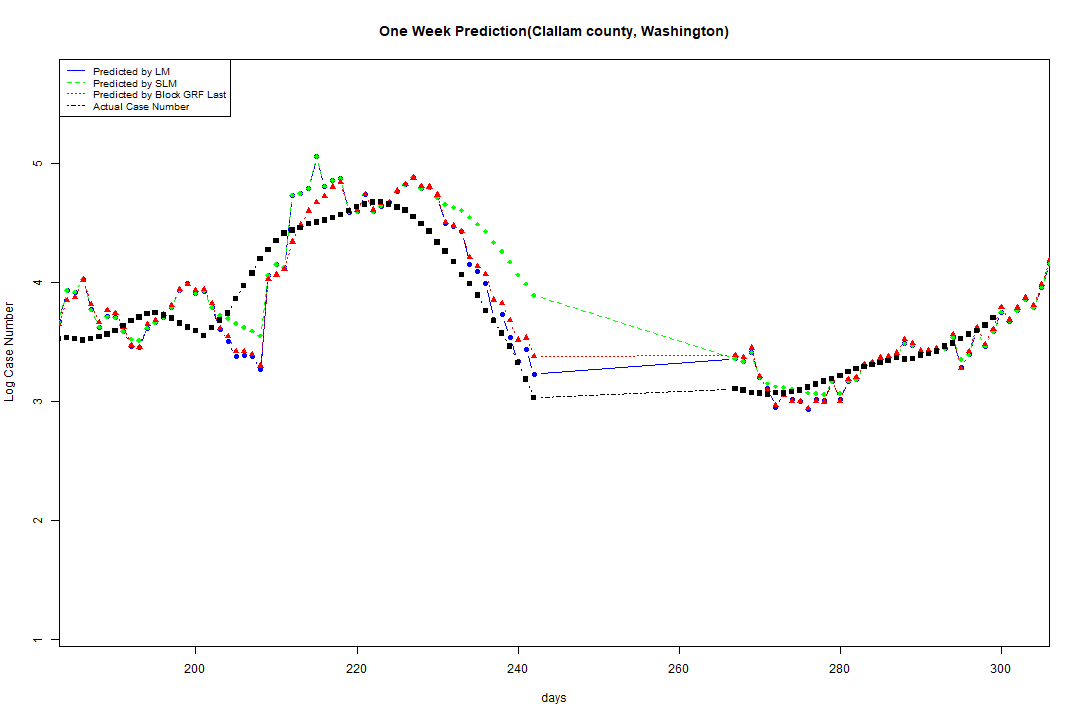 One Week Prediction(Clallam county, Washington)
Predicted by LM
Predicted by SLM
Predicted by Block GRF Last
Actual Case Number
Log Case Number
5
4
3
2
1
200 220 240 260 280 300
days